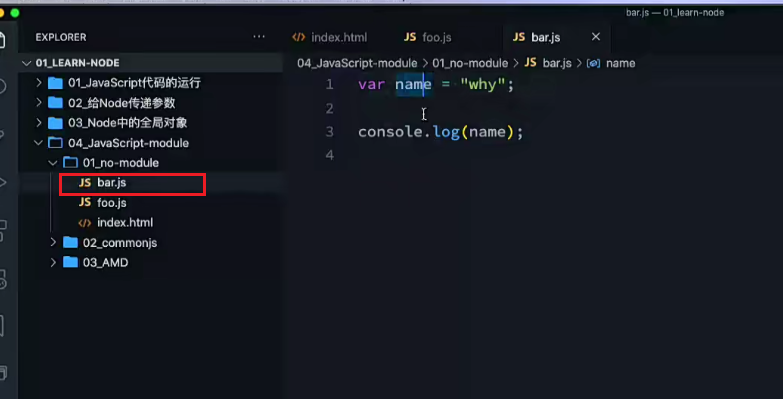 bar.js — 01_learn-node
EXPLORER
01_LEARN-NODE
01_JavaScript代码的运行
02_给Node传递参数
03_Node中的全局对象
04_JavaScript-module
01_no-module
JS bar.js
JS foo.js
<> index.html
02_commonjs
03_AMD
<> index.html JS foo.js JS bar.js ×
04_JavaScript-module > 01_no-module > JS bar.js > name
1 var name = "why";
2
3 console.log(name);
4